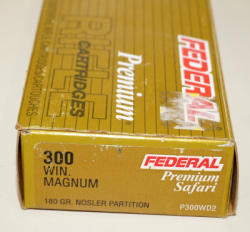 FEDERAL
Premium
RIFLE
CARTRIDGES
300
WIN.
MAGNUM
180 GR. NOSLER PARTITION
FEDERAL
Premium
Safari
P300WD2